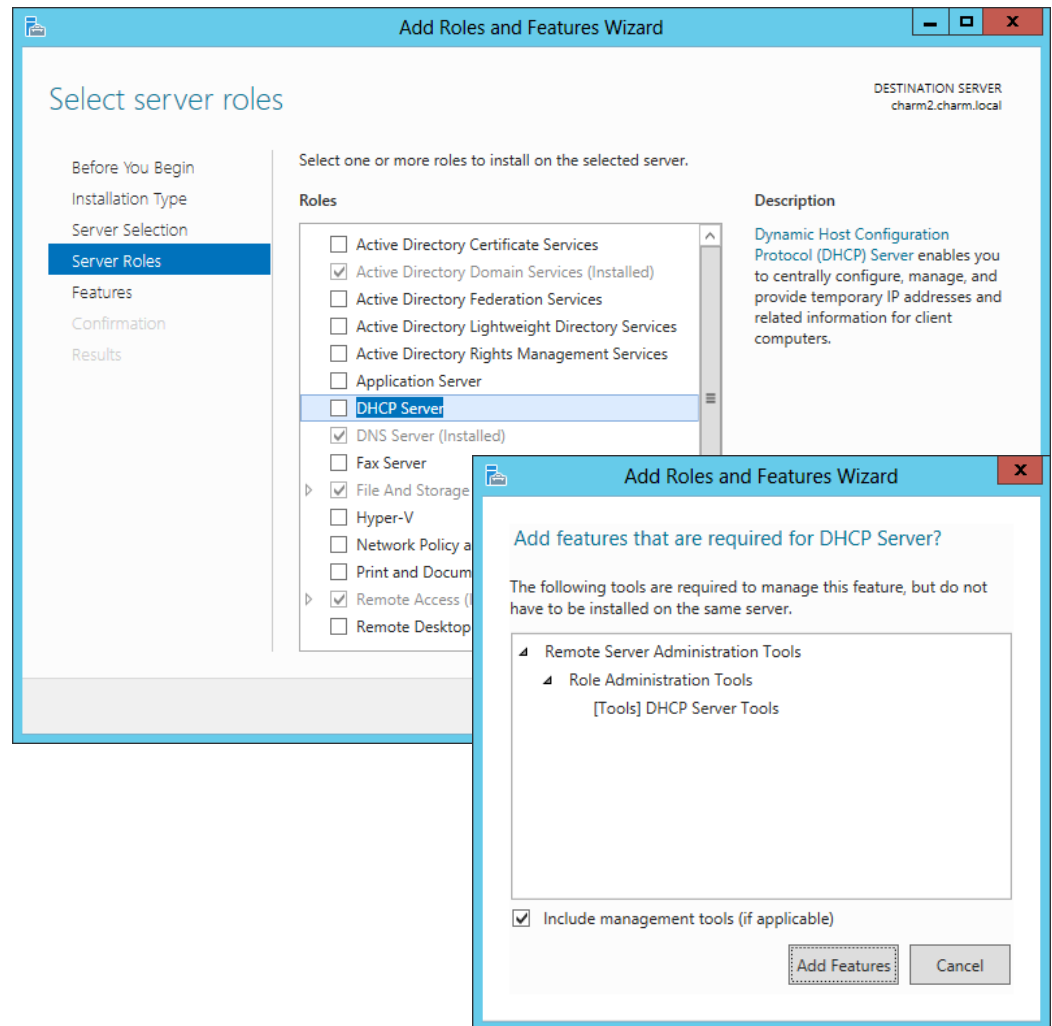 Add Roles and Features Wizard
Select server roles
DESTINATION SERVER
charm2.charm.local
Before You Begin
Installation Type
Server Selection
Server Roles
Features
Confirmation
Results
Select one or more roles to install on the selected server.
Roles
Active Directory Certificate Services
Active Directory Domain Services (Installed)
Active Directory Federation Services
Active Directory Lightweight Directory Services
Active Directory Rights Management Services
Application Server
DHCP Server
DNS Server (Installed)
Fax Server
File And Storage
Hyper-V
Network Policy a
Print and Docum
Remote Access (
Remote Desktop
Description
Dynamic Host Configuration
Protocol (DHCP) Server enables you
to centrally configure, manage, and
provide temporary IP addresses and
related information for client
computers.
Add Roles and Features Wizard
Add features that are required for DHCP Server?
The following tools are required to manage this feature, but do not
have to be installed on the same server.
Remote Server Administration Tools
Role Administration Tools
[Tools] DHCP Server Tools
Include management tools (if applicable)
Add Features
Cancel